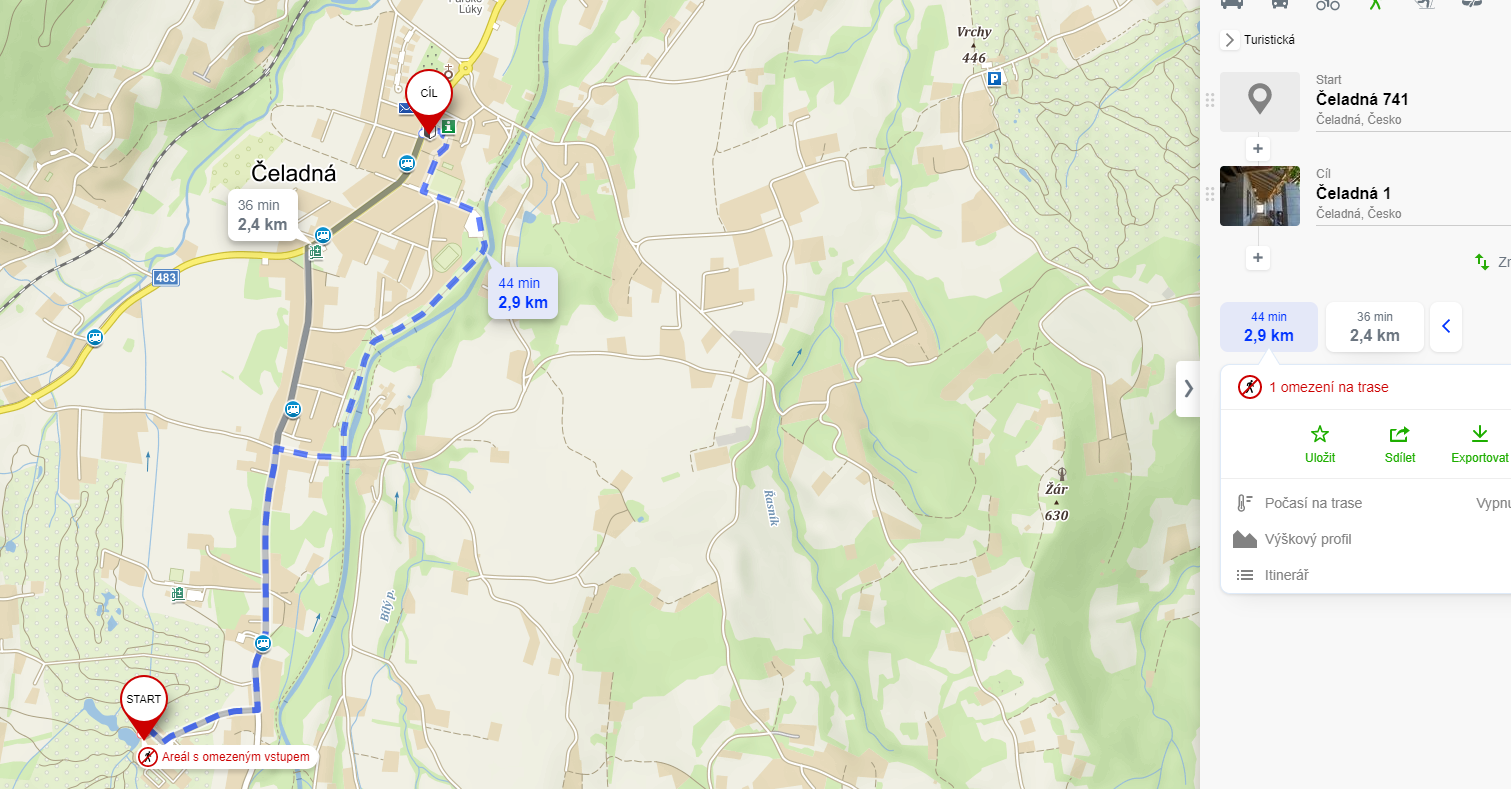 Lúky
Vrchy
446
CÍL
Čeladná
36 min
2,4 km
483
44 min
2,9 km
Žár
630
Řasník
Bílý p.
START
Areál s omezeným vstupem
Turistická
Start
Čeladná 741
Čeladná, Česko
Cíl
Čeladná 1
Čeladná, Česko
44 min
2,9 km
36 min
2,4 km
1 omezení na trase
Uložit
Sdílet
Exportovat
Počasí na trase
Výškový profil
Itinerář